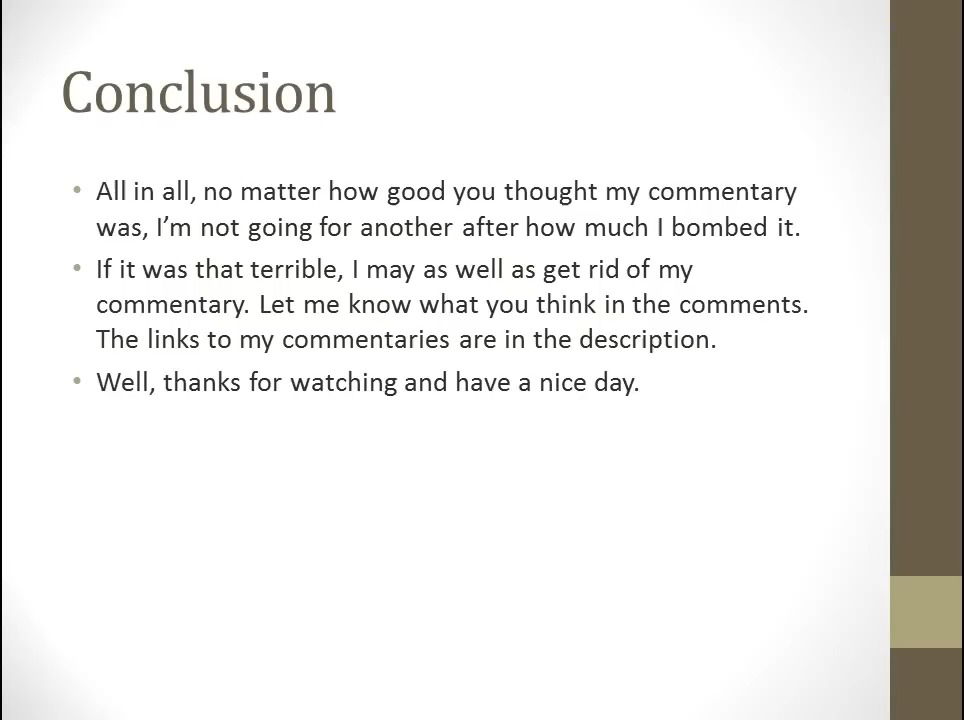 Conclusion
• All in all, no matter how good you thought my commentary
was, I’m not going for another after how much I bombed it.
• If it was that terrible, I may as well as get rid of my
commentary. Let me know what you think in the comments.
The links to my commentaries are in the description.
• Well, thanks for watching and have a nice day.